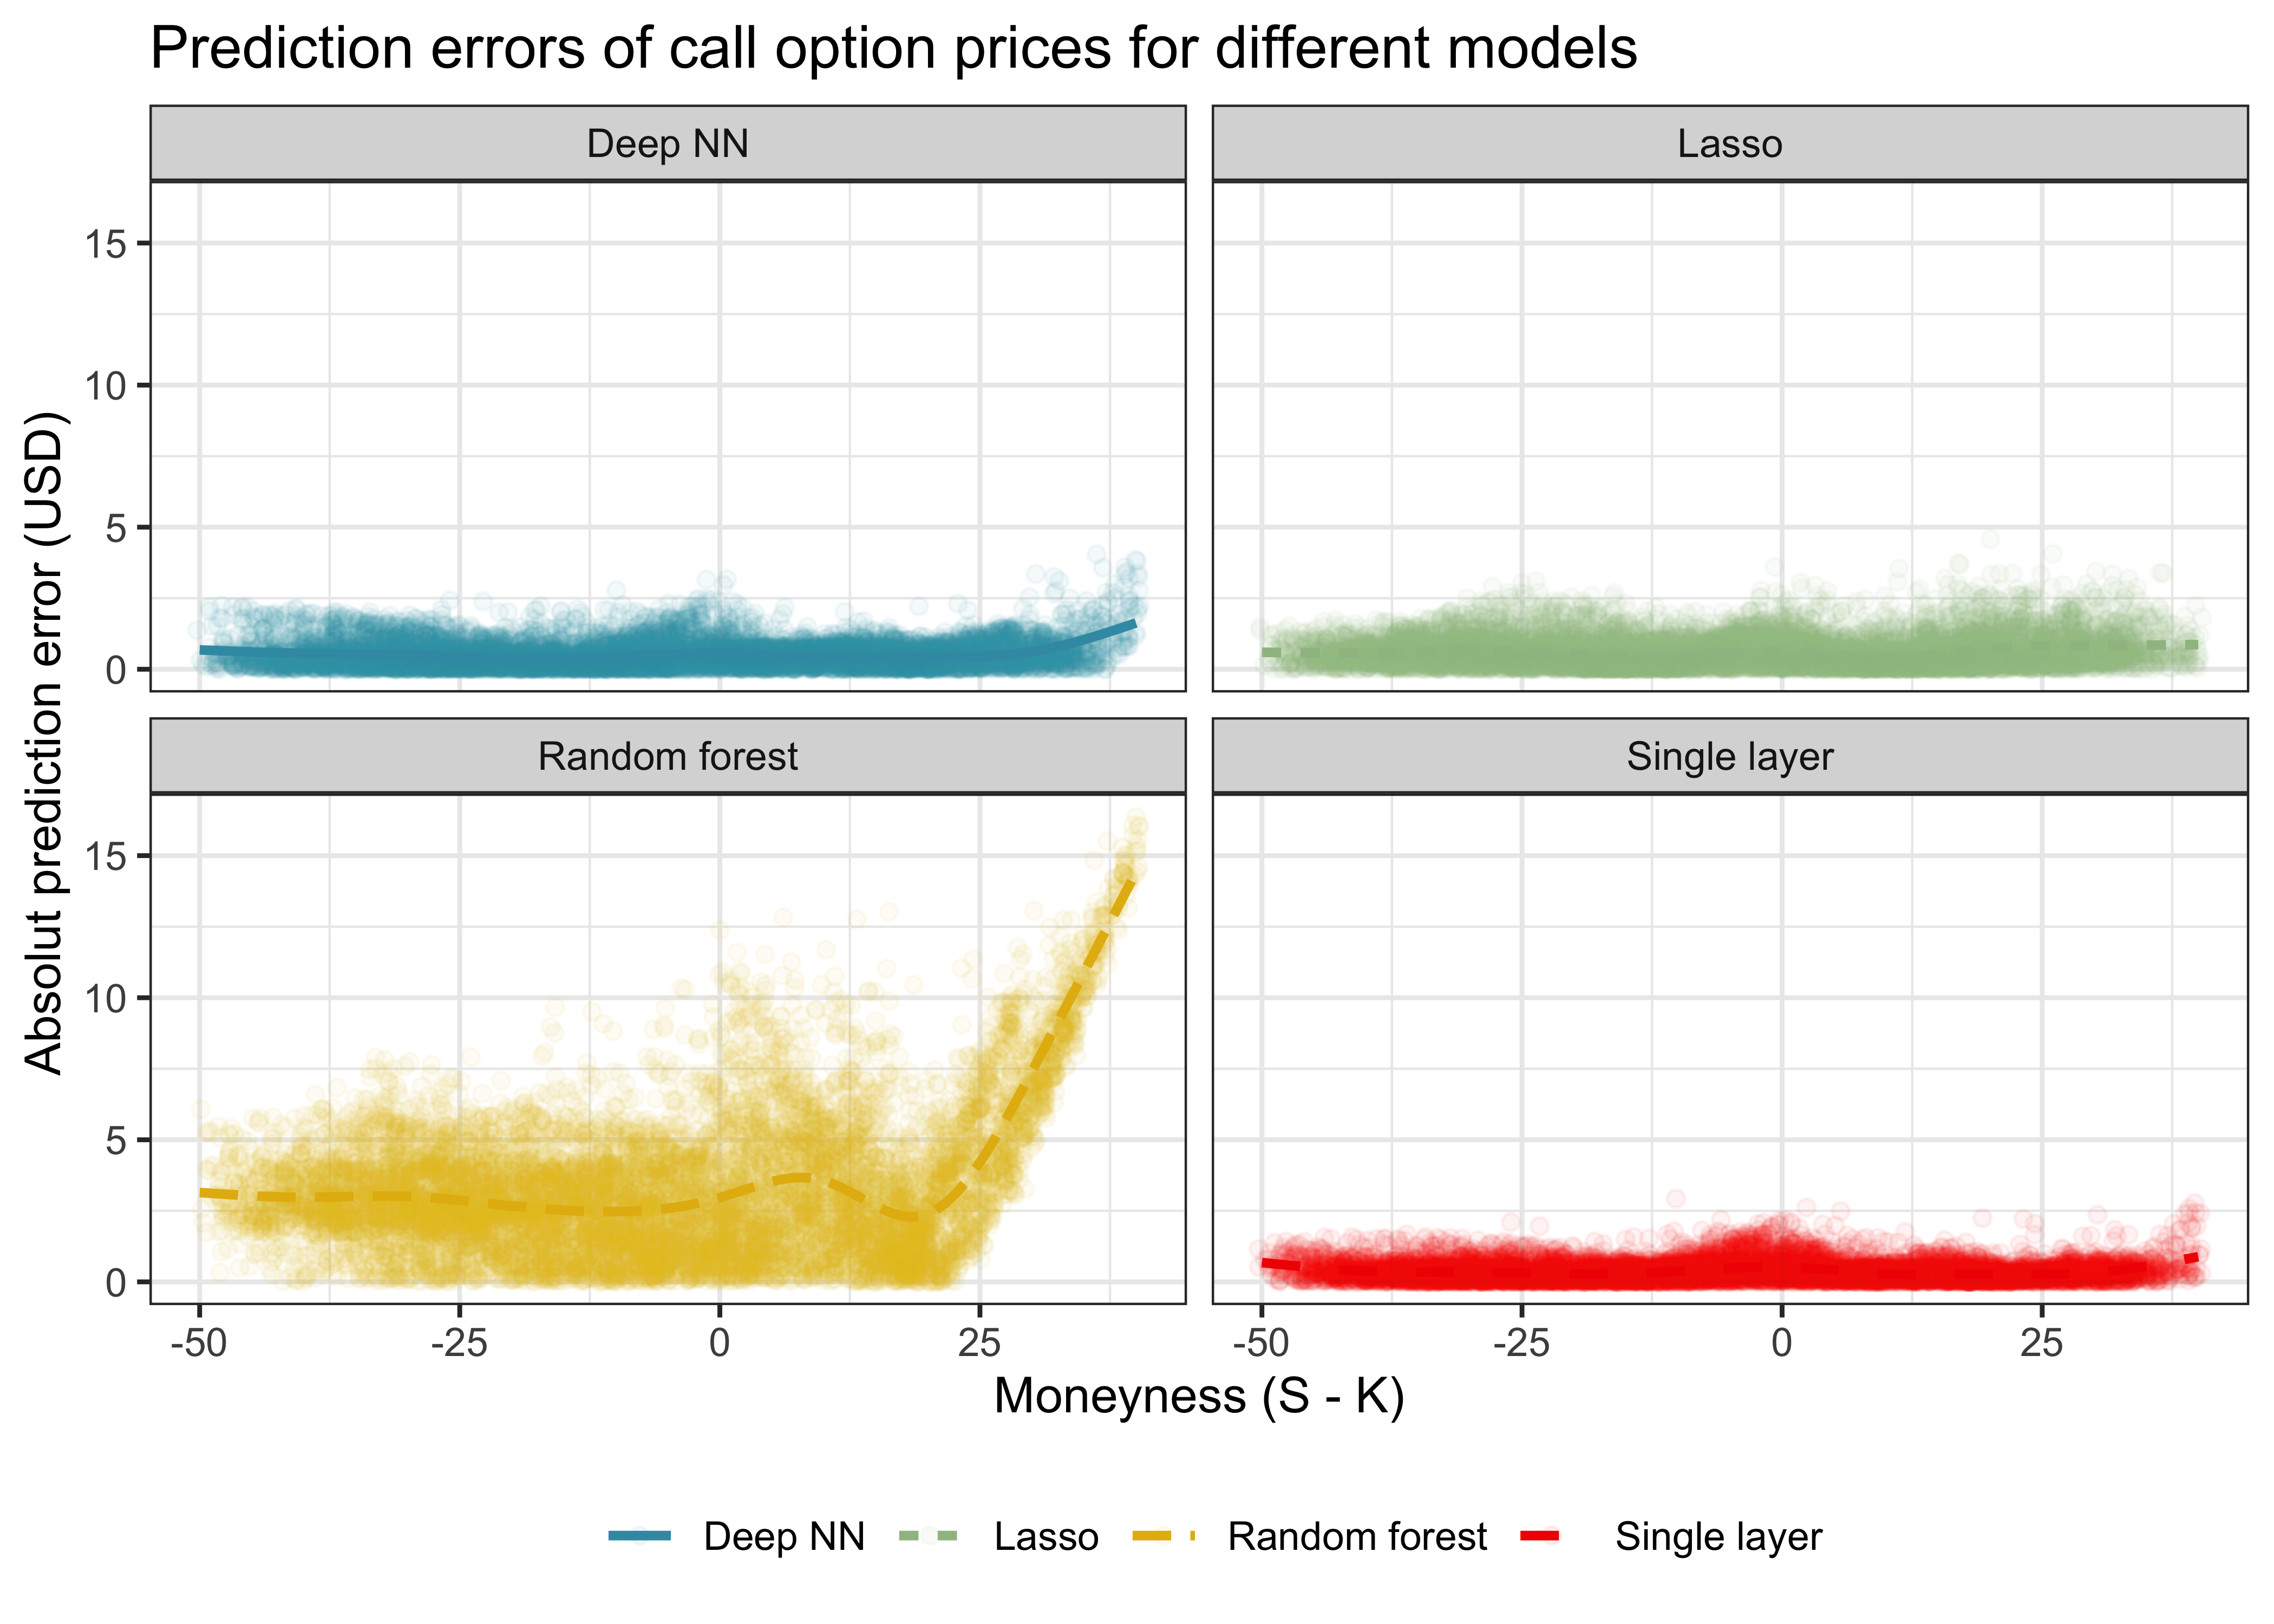 Prediction errors of call option prices for different models
Deep NN
Lasso
15
10
5
0
Random forest
Single layer
15
10
5
0
-50
-25
0
25
-50
-25
0
25
Absolut prediction error (USD)
Moneyness (S - K)
Deep NN
Lasso
Random forest
Single layer